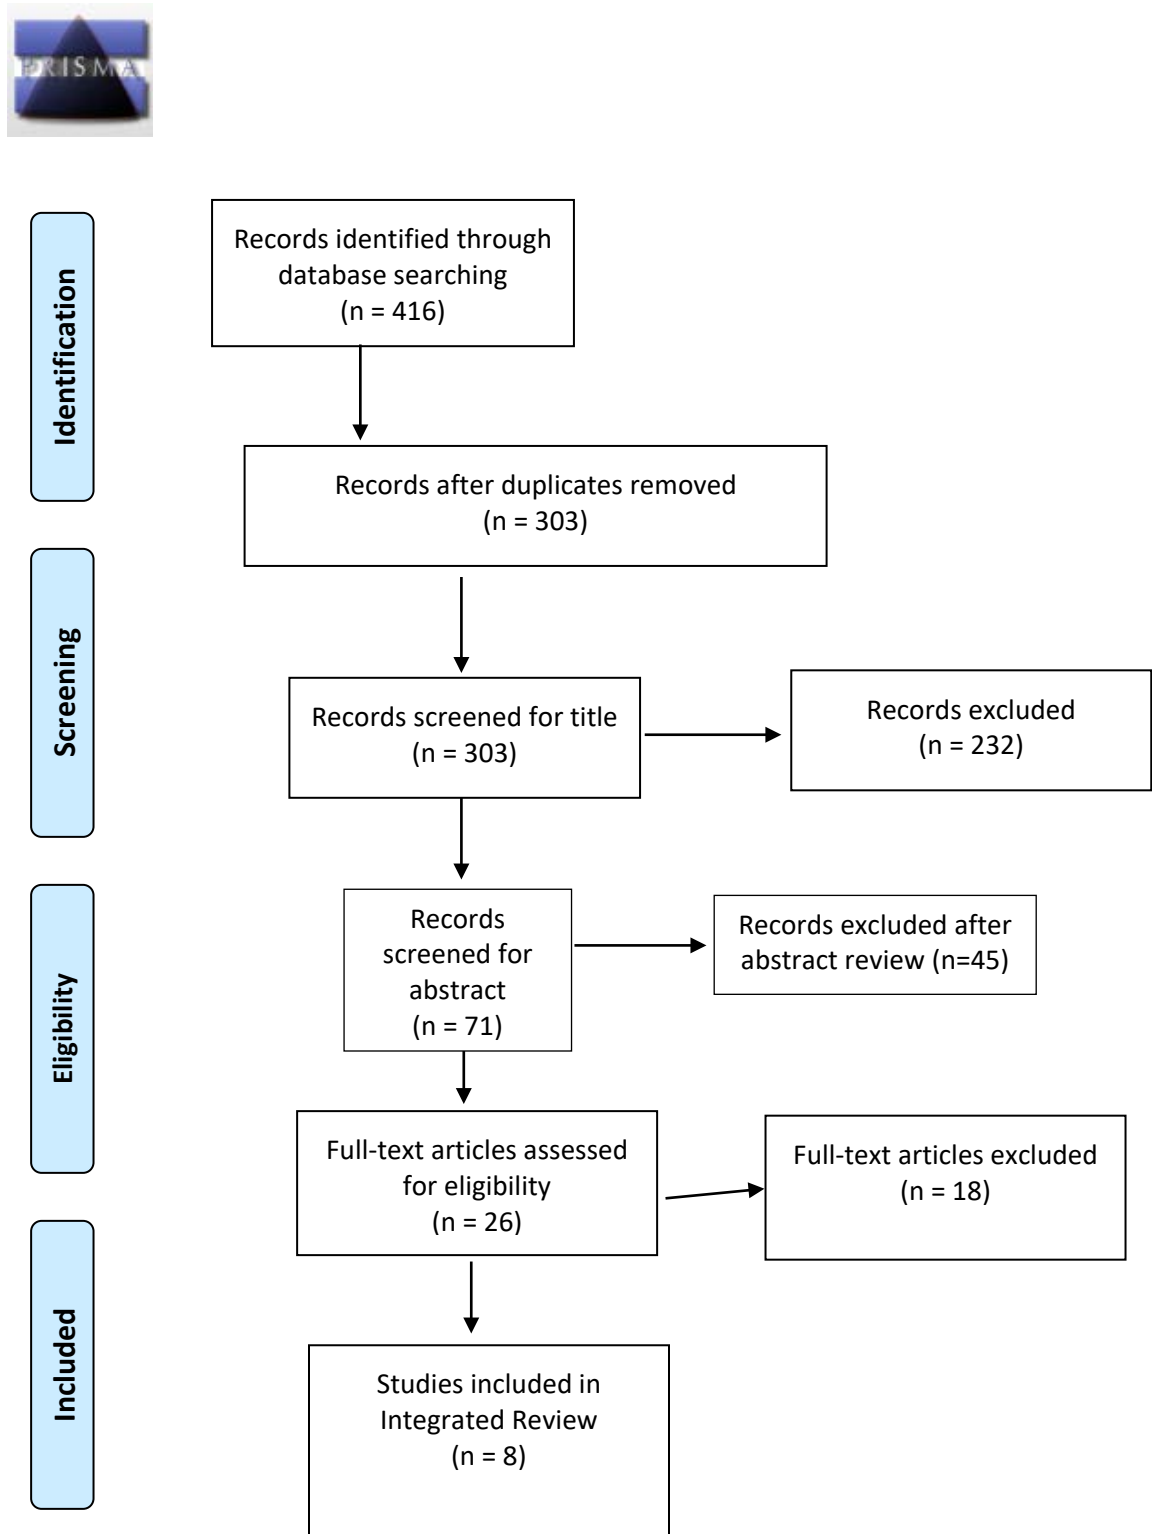 PRISMA
Identification
Records identified through
database searching
(n = 416)
Records after duplicates removed
(n = 303)
Screening
Records screened for title
(n = 303)
Records excluded
(n = 232)
Eligibility
Records
screened for
abstract
(n = 71)
Records excluded after
abstract review (n=45)
Full-text articles assessed
for eligibility
(n = 26)
Full-text articles excluded
(n = 18)
Included
Studies included in
Integrated Review
(n = 8)